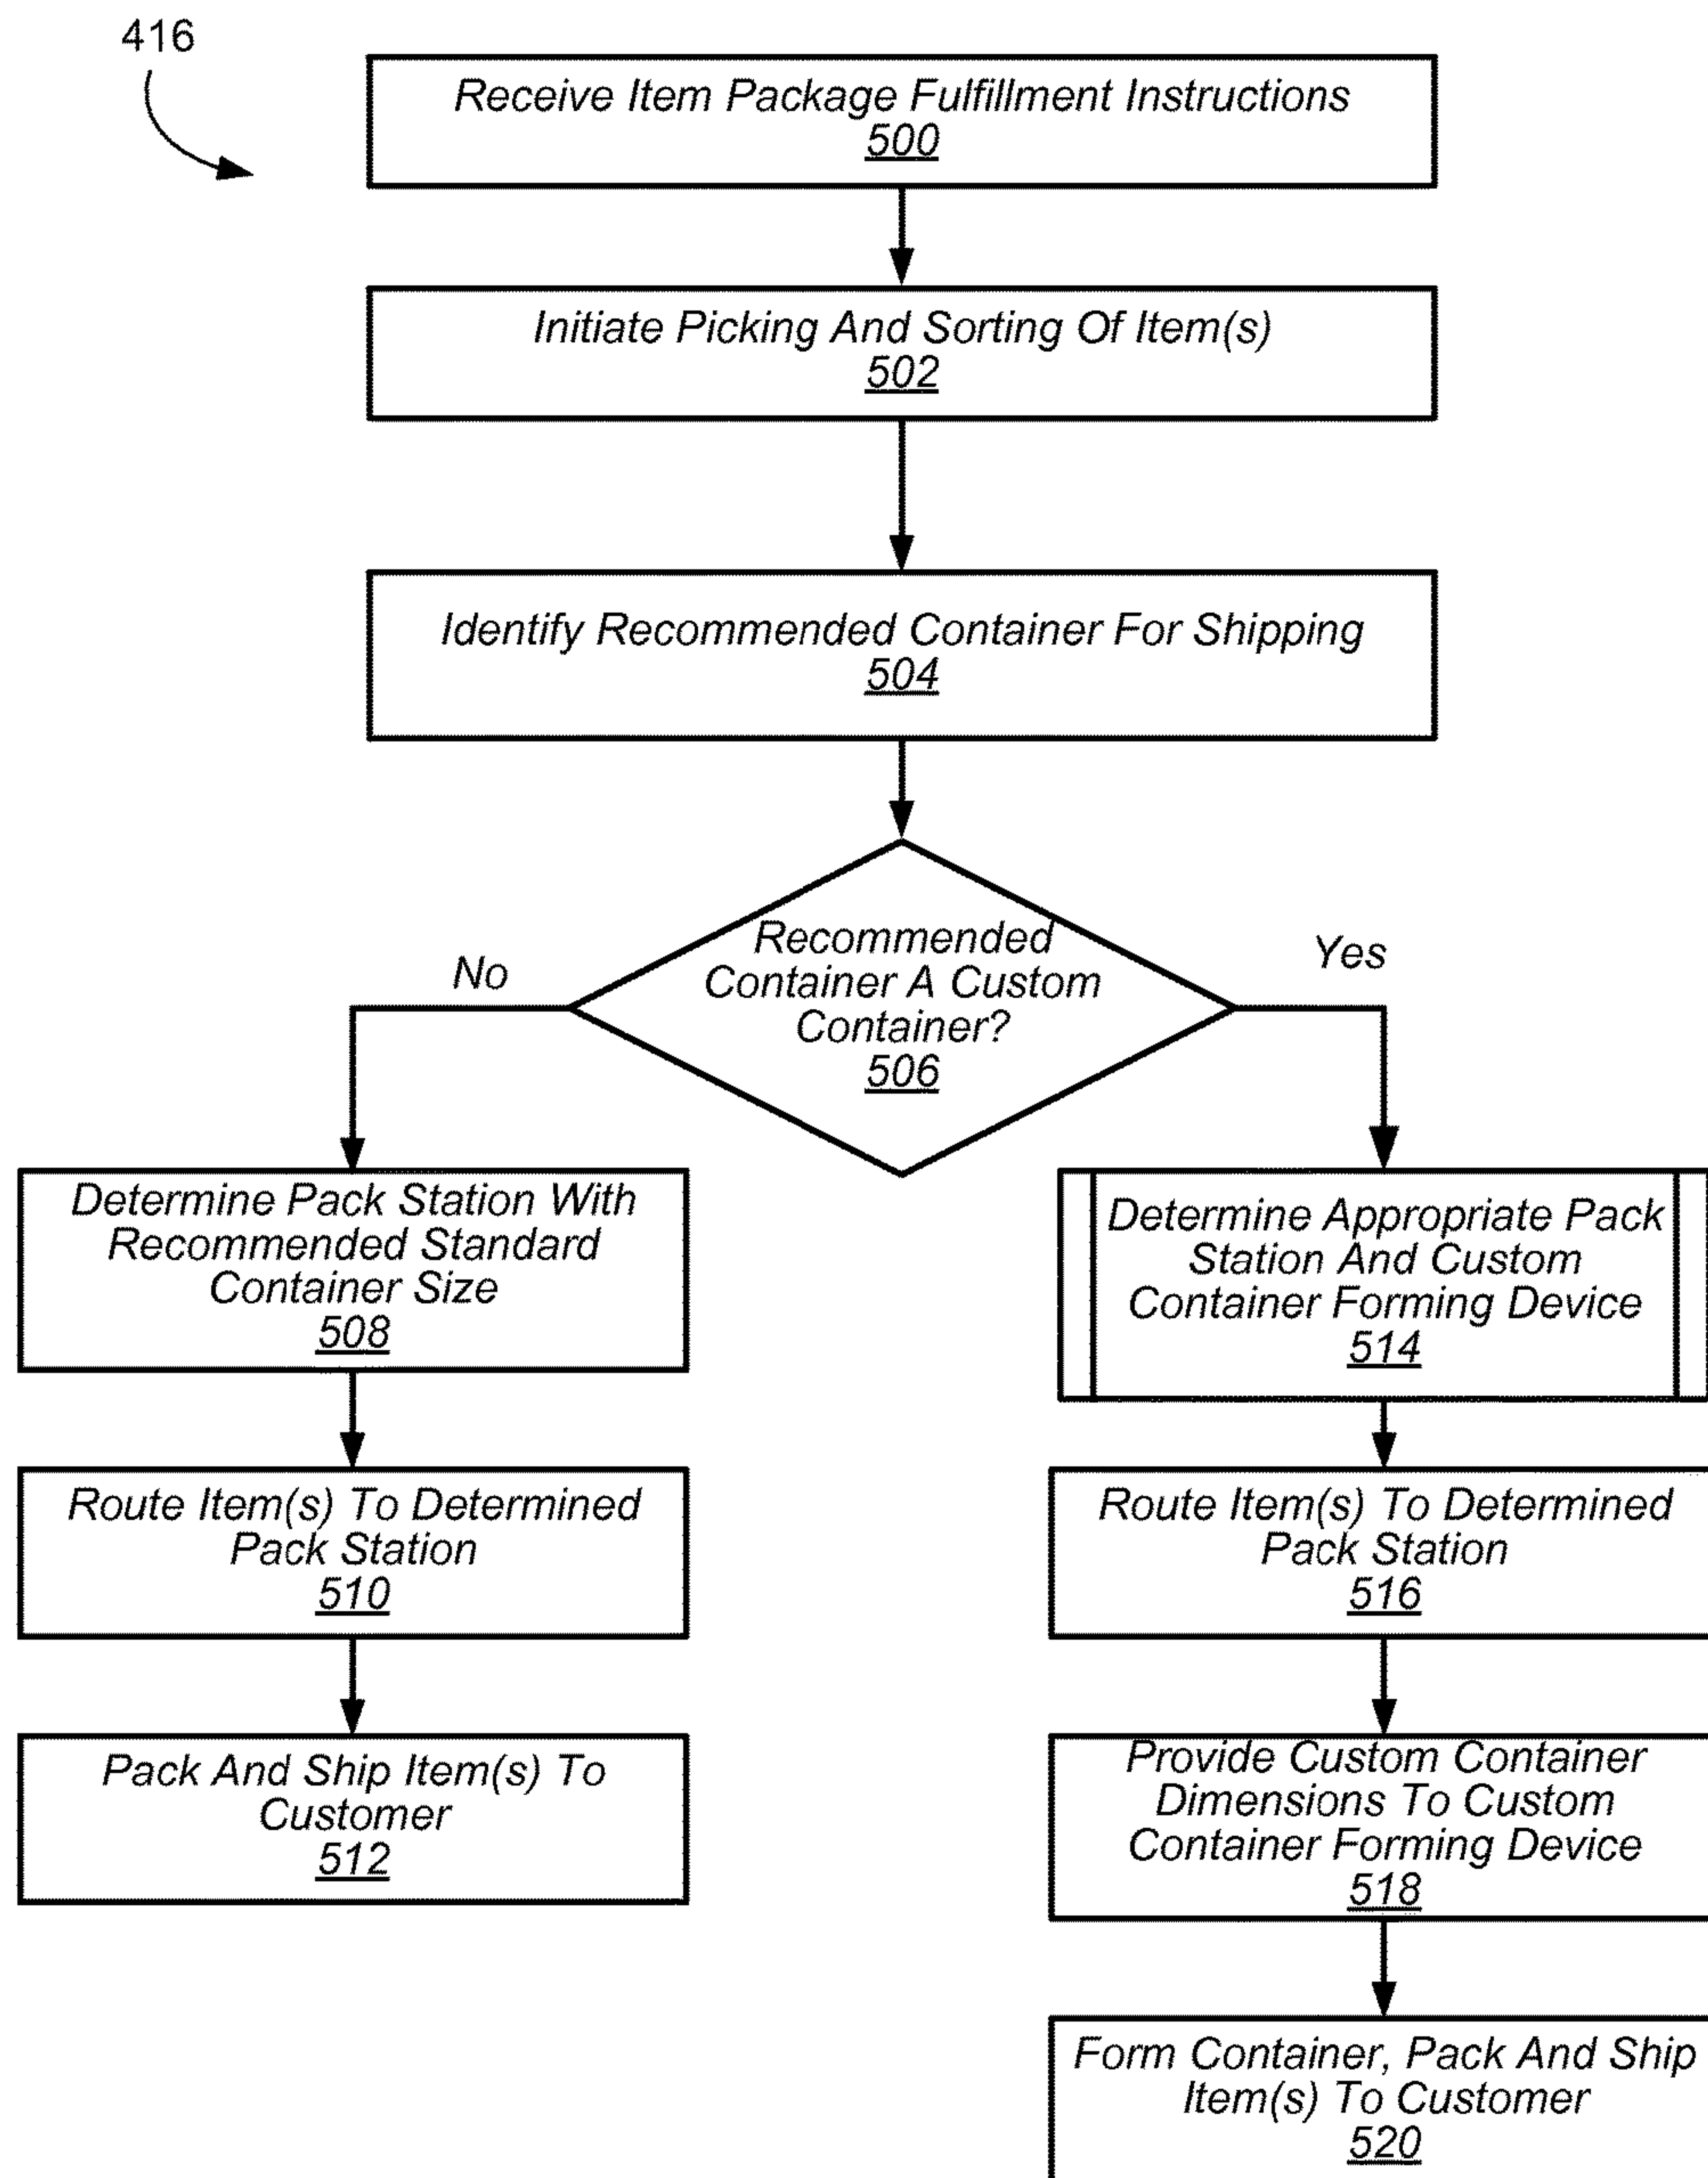 416
Receive Item Package Fulfillment Instructions
500
Initiate Picking And Sorting Of Item(s)
502
Identify Recommended Container For Shipping
504
Recommended
Container A Custom
Container?
506
No
Yes
Determine Pack Station With
Recommended Standard
Container Size
508
Route Item(s) To Determined
Pack Station
510
Pack And Ship Item(s) To
Customer
512
Determine Appropriate Pack
Station And Custom
Container Forming Device
514
Route Item(s) To Determined
Pack Station
516
Provide Custom Container
Dimensions To Custom
Container Forming Device
518
Form Container, Pack And Ship
Item(s) To Customer
520